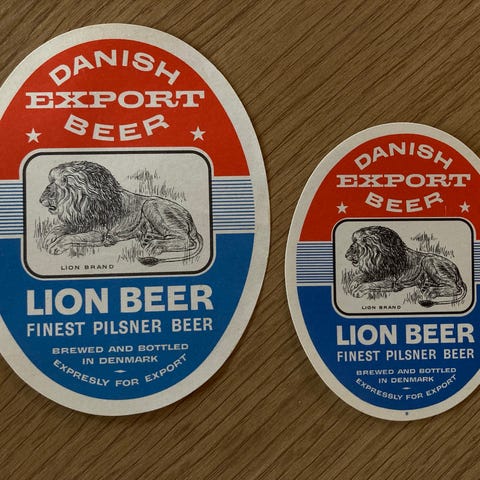 DANISH
EXPORT
BEER
LION BRAND
LION BEER
FINEST PILSNER BEER
BREWED AND BOTTLED
IN DENMARK
EXPRESLY FOR EXPORT
DANISH
EXPORT
BEER
LION BRAND
LION BEER
FINEST PILSNER BEER
BREWED AND BOTTLED
IN DENMARK
EXPRESSLY FOR EXPORT